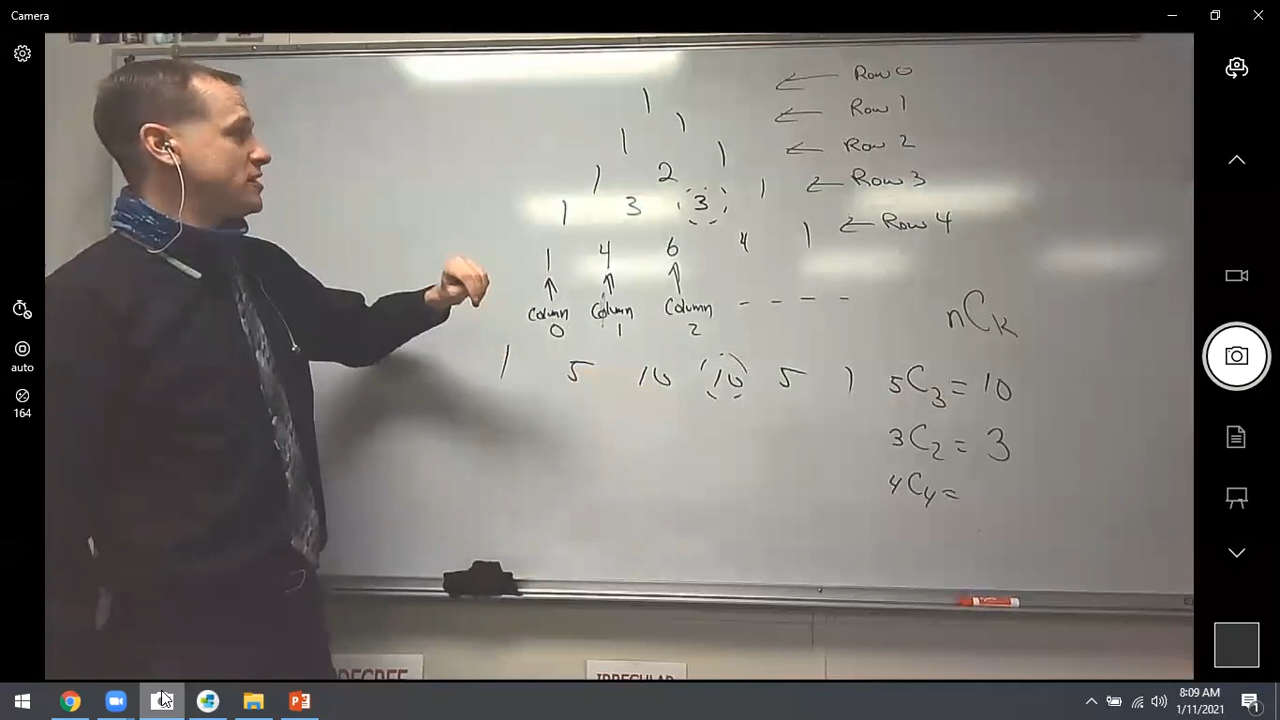 Camera
1 ← Row 0
1 1 ← Row 1
1 2 1 ← Row 2
1 3 3 1 ← Row 3
1 4 6 4 1 ← Row 4
Column 0 Column 1 Column 2 - - - -
nCk
1 5 10 10 5 1
5C3 = 10
3C2 = 3
4C4 =
DEGREE
IRREGULAR
auto
164
8:09 AM
1/11/2021
1